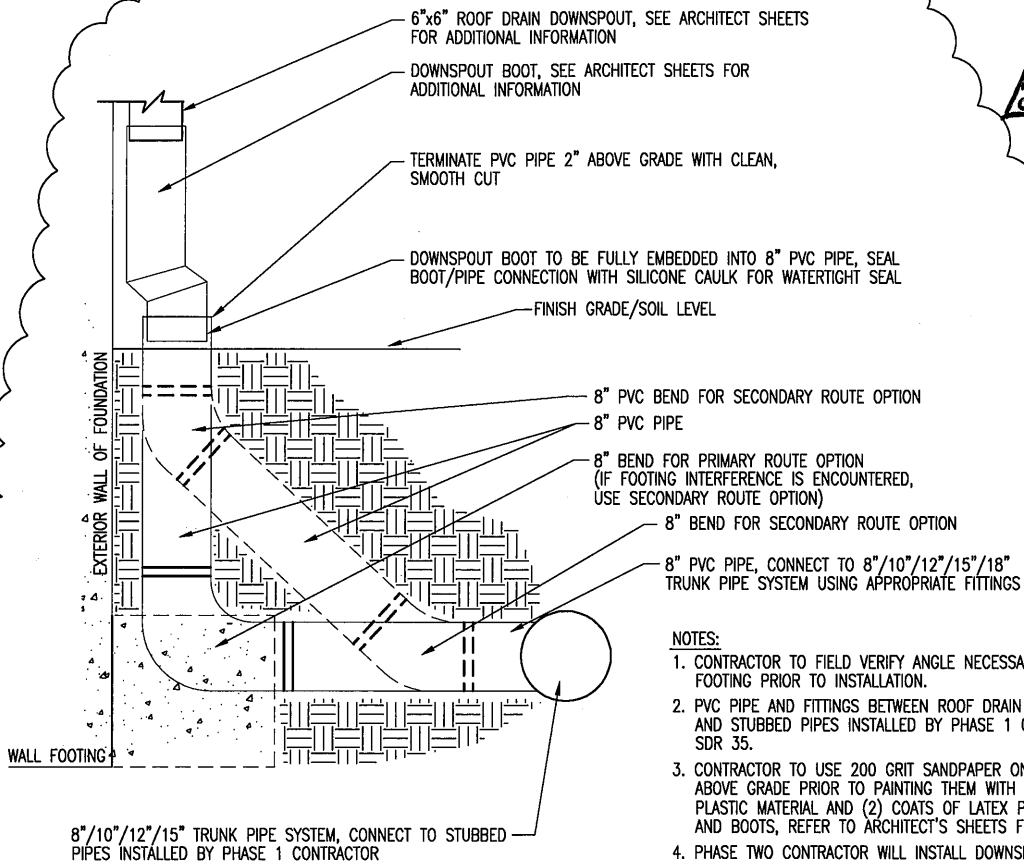 6"x6" ROOF DRAIN DOWNSPOUT, SEE ARCHITECT SHEETS
FOR ADDITIONAL INFORMATION
DOWNSPOUT BOOT, SEE ARCHITECT SHEETS FOR
ADDITIONAL INFORMATION
TERMINATE PVC PIPE 2" ABOVE GRADE WITH CLEAN,
SMOOTH CUT
DOWNSPOUT BOOT TO BE FULLY EMBEDDED INTO 8" PVC PIPE, SEAL
BOOT/PIPE CONNECTION WITH SILICONE CAULK FOR WATERTIGHT SEAL
FINISH GRADE/SOIL LEVEL
EXTERIOR WALL OF FOUNDATION
8" PVC BEND FOR SECONDARY ROUTE OPTION
8" PVC PIPE
8" BEND FOR PRIMARY ROUTE OPTION
(IF FOOTING INTERFERENCE IS ENCOUNTERED,
USE SECONDARY ROUTE OPTION)
8" BEND FOR SECONDARY ROUTE OPTION
8" PVC PIPE, CONNECT TO 8"/10"/12"/15"/18"
TRUNK PIPE SYSTEM USING APPROPRIATE FITTINGS
WALL FOOTING
8"/10"/12"/15" TRUNK PIPE SYSTEM, CONNECT TO STUBBED
PIPES INSTALLED BY PHASE 1 CONTRACTOR
NOTES:
1. CONTRACTOR TO FIELD VERIFY ANGLE
FOOTING PRIOR TO INSTALLATION.
2. PVC PIPE AND FITTINGS BETWEEN ROOF DRAIN
AND STUBBED PIPES INSTALLED BY PHASE 1
SDR 35.
3. CONTRACTOR TO USE 200 GRIT SANDPAPER
ABOVE GRADE PRIOR TO PAINTING THEM WITH
PLASTIC MATERIAL AND (2) COATS OF LATEX
AND BOOTS, REFER TO ARCHITECT'S SHEETS
4. PHASE TWO CONTRACTOR WILL INSTALL